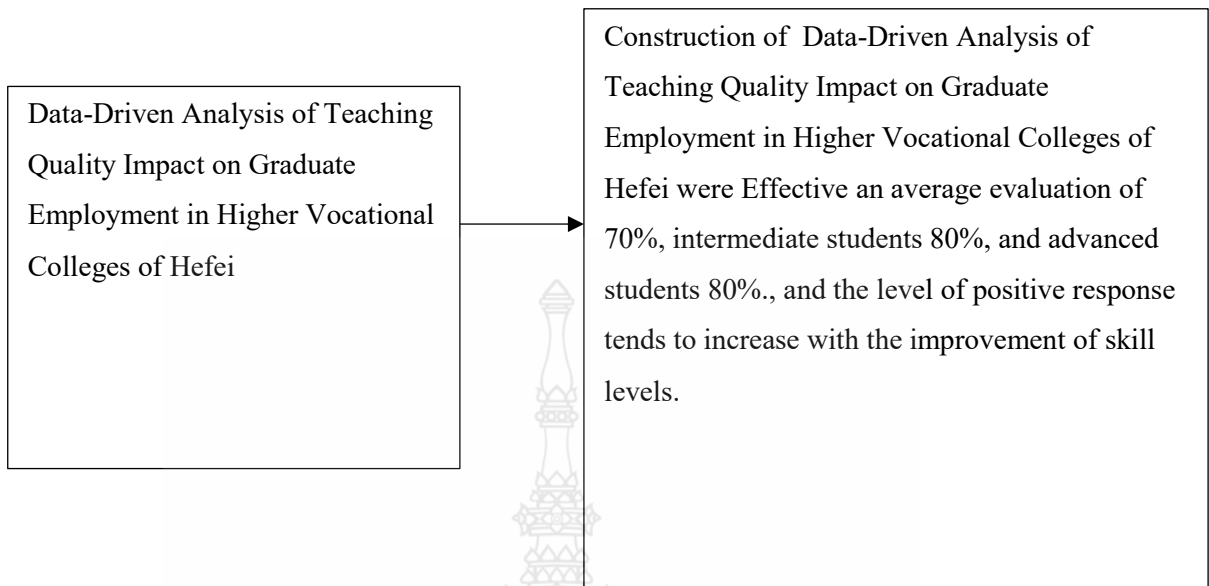 Data-Driven Analysis of Teaching
Quality Impact on Graduate
Employment in Higher Vocational
Colleges of Hefei
Construction of Data-Driven Analysis of
Teaching Quality Impact on Graduate
Employment in Higher Vocational Colleges of
Hefei were Effective an average evaluation of
70%, intermediate students 80%, and advanced
students 80%., and the level of positive response
tends to increase with the improvement of skill
levels.